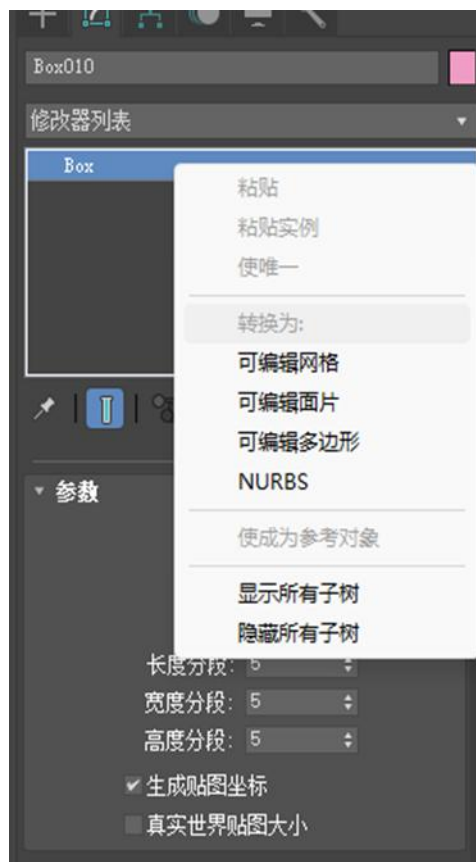 Box010
修改器列表
Box
粘贴
粘贴实例
使唯一
转换为:
可编辑网格
可编辑面片
可编辑多边形
NURBS
使成为参考对象
显示所有子树
隐藏所有子树
参数
长度分段: 5
宽度分段: 5
高度分段: 5
生成贴图坐标
真实世界贴图大小